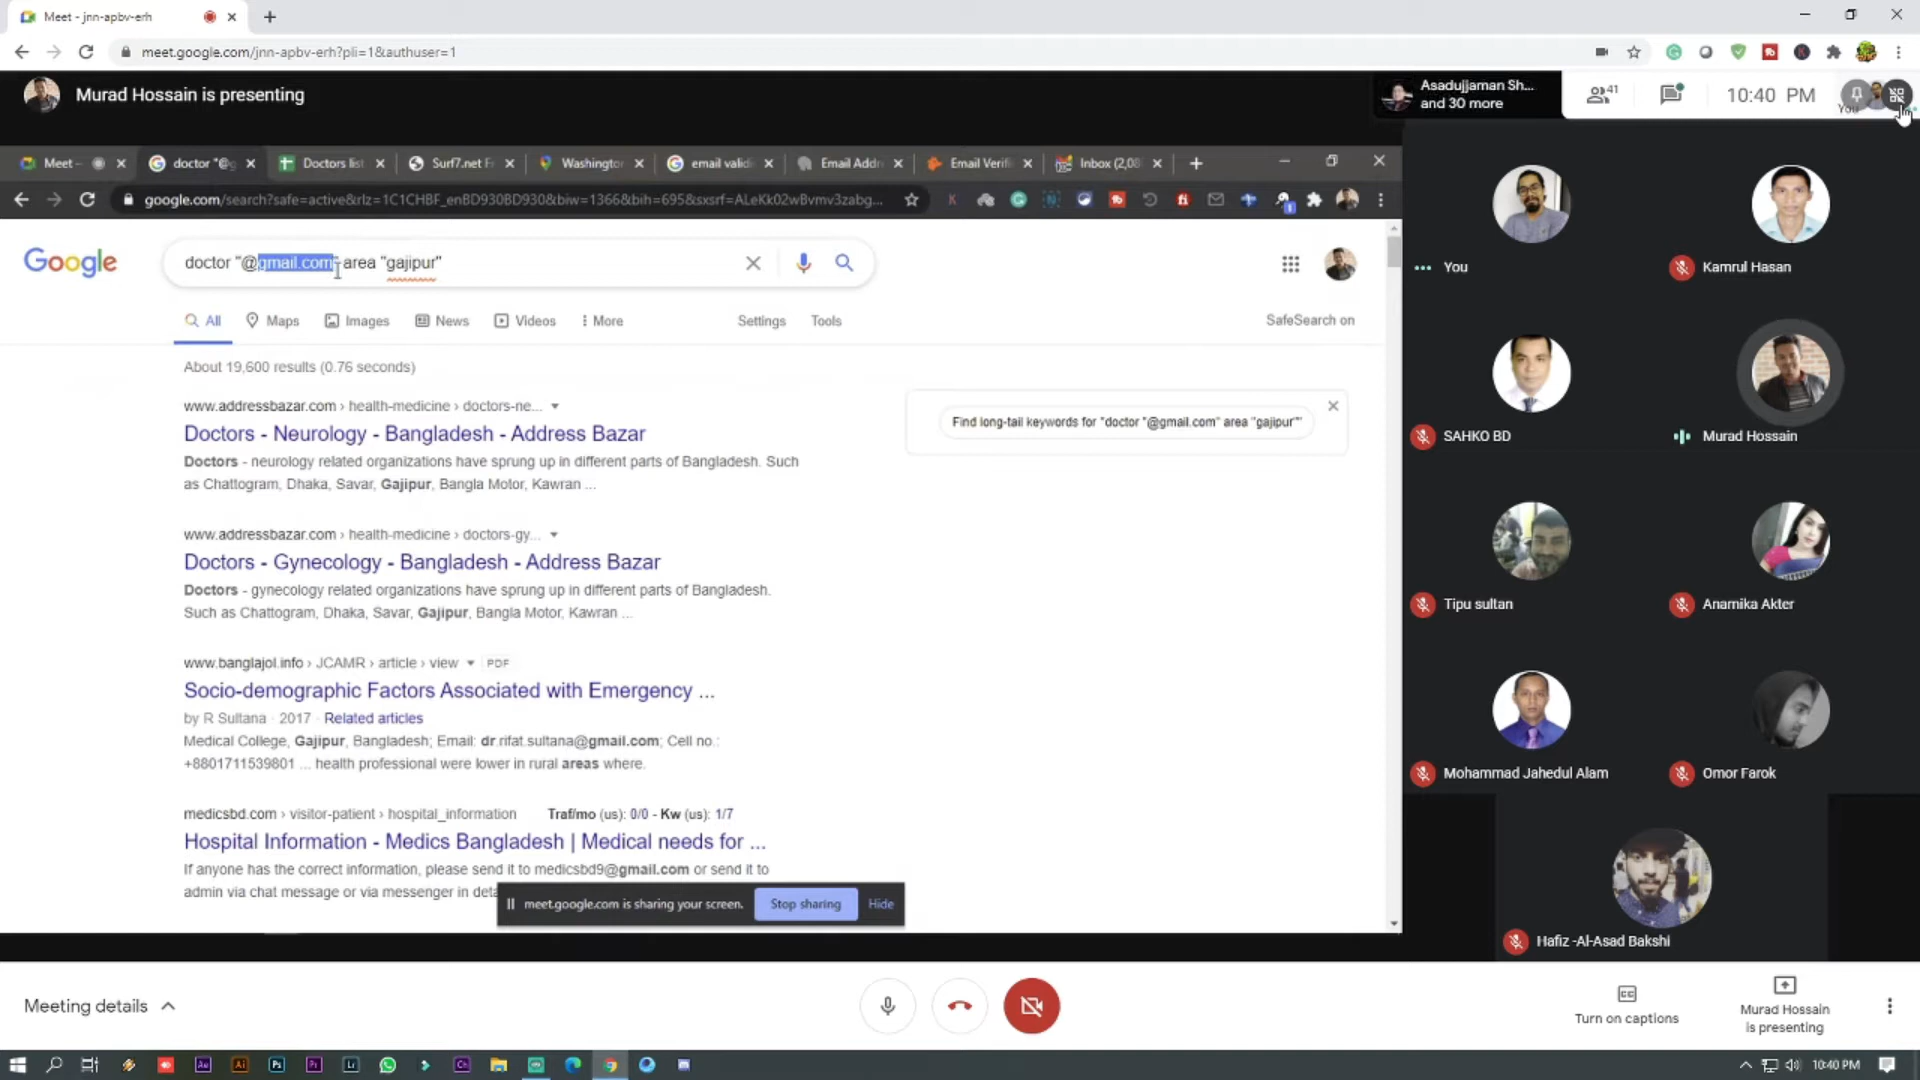 Meet - jnn-apbv-erh
meet.google.com/jnn-apbv-erh?pli=1&authuser=1
Murad Hossain is presenting
Asadujjaman Sh...
and 30 more
41
10:40 PM
You
Meet -
doctor "@g
Doctors list
Surf7.net F
Washington
email valid
Email Addr
Email Verifi
Inbox (2,08
google.com/search?safe=active&rlz=1C1CHBF_enBD930BD930&biw=1366&bih=695&sxsrf=ALeKk02wBvmv3zabg...
Google
doctor "@gmail.com" area "gajipur"
All
Maps
Images
News
Videos
More
Settings
Tools
SafeSearch on
About 19,600 results (0.76 seconds)
www.addressbazar.com › health-medicine › doctors-ne...
Doctors - Neurology - Bangladesh - Address Bazar
Doctors - neurology related organizations have sprung up in different parts of Bangladesh. Such
as Chattogram, Dhaka, Savar, Gajipur, Bangla Motor, Kawran ...
Find long-tail keywords for "doctor "@gmail.com" area "gajipur""
www.addressbazar.com › health-medicine › doctors-gy...
Doctors - Gynecology - Bangladesh - Address Bazar
Doctors - gynecology related organizations have sprung up in different parts of Bangladesh.
Such as Chattogram, Dhaka, Savar, Gajipur, Bangla Motor, Kawran ...
www.banglajol.info › JCAMR › article › view PDF
Socio-demographic Factors Associated with Emergency ...
by R Sultana · 2017 · Related articles
Medical College, Gajipur, Bangladesh; Email: dr.rifat.sultana@gmail.com; Cell no.:
+8801711539801 ... health professional were lower in rural areas where.
medicsbd.com › visitor-patient › hospital_information Traf/mo (us): 0/0 - Kw (us): 1/7
Hospital Information - Medics Bangladesh | Medical needs for ...
If anyone has the correct information, please send it to medicsbd9@gmail.com or send it to
admin via chat message or via messenger in deta
meet.google.com is sharing your screen.
Stop sharing
Hide
You
Kamrul Hasan
SAHKO BD
Murad Hossain
Tipu sultan
Anamika Akter
Mohammad Jahedul Alam
Omor Farok
Hafiz -Al-Asad Bakshi
Meeting details
Turn on captions
Murad Hossain
is presenting
Ae
Ai
Ps
Pr
Lr
Ch
10:40 PM